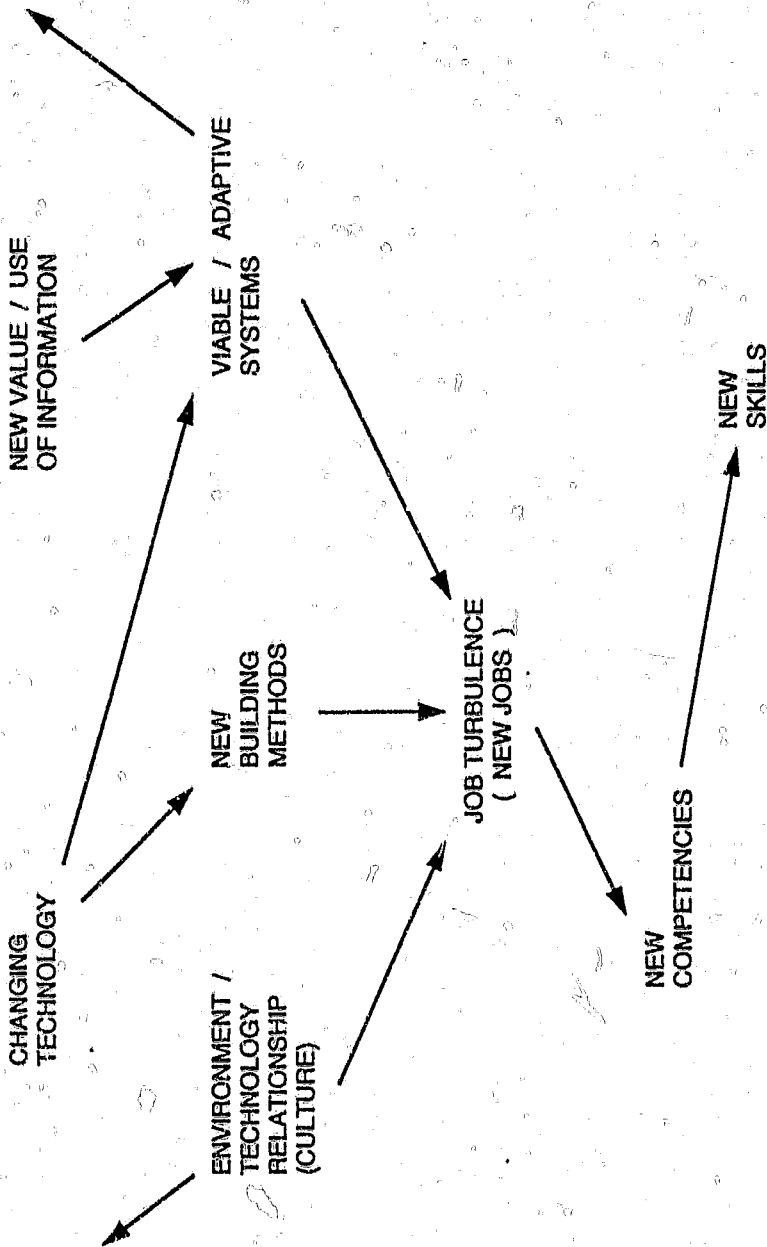 CHANGING
TECHNOLOGY
NEW VALUE / USE
OF INFORMATION
ENVIRONMENT /
TECHNOLOGY
RELATIONSHIP
(CULTURE)
NEW
BUILDING
METHODS
VIABLE / ADAPTIVE
SYSTEMS
JOB TURBULENCE
( NEW JOBS )
NEW
COMPETENCIES
NEW
SKILLS